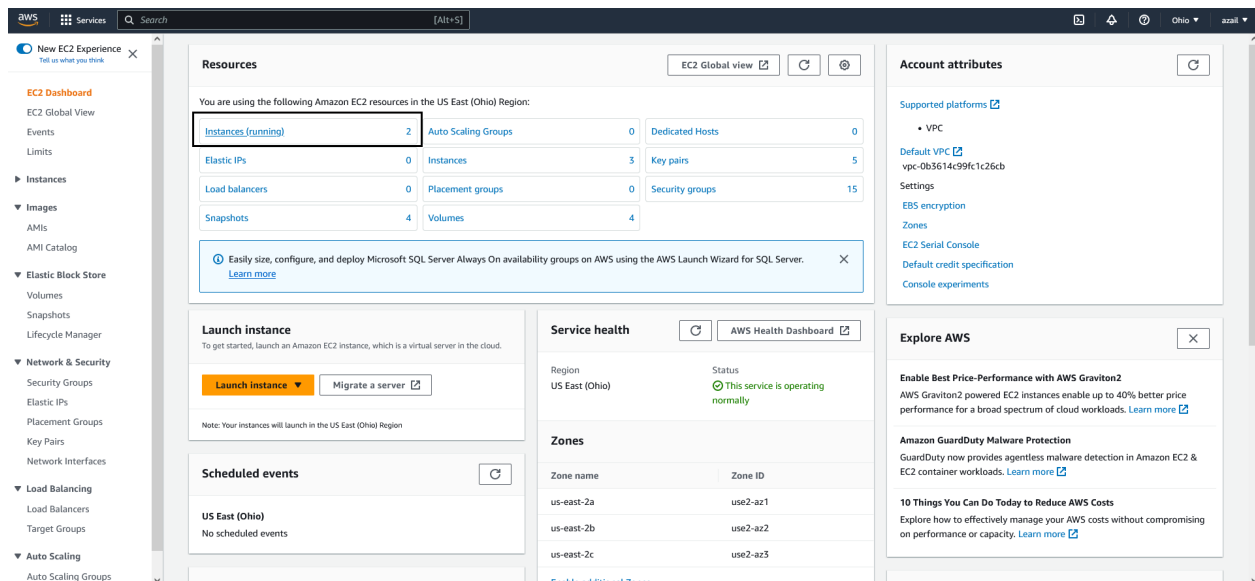 aws
Services
Search
[Alt+S]
Ohio
azail
New EC2 Experience
Tell us what you think
EC2 Dashboard
EC2 Global View
Events
Limits
Instances
Images
AMIs
AMI Catalog
Elastic Block Store
Volumes
Snapshots
Lifecycle Manager
Network & Security
Security Groups
Elastic IPs
Placement Groups
Key Pairs
Network Interfaces
Load Balancing
Load Balancers
Target Groups
Auto Scaling
Auto Scaling Groups
Resources
EC2 Global view
You are using the following Amazon EC2 resources in the US East (Ohio) Region:
Instances (running) 2
Auto Scaling Groups 0
Dedicated Hosts 0
Elastic IPs 0
Instances 3
Key pairs 5
Load balancers 0
Placement groups 0
Security groups 15
Snapshots 4
Volumes 4
Easily size, configure, and deploy Microsoft SQL Server Always On availability groups on AWS using the AWS Launch Wizard for SQL Server.
Learn more
Launch instance
To get started, launch an Amazon EC2 instance, which is a virtual server in the cloud.
Launch instance
Migrate a server
Note: Your instances will launch in the US East (Ohio) Region
Scheduled events
US East (Ohio)
No scheduled events
Service health
AWS Health Dashboard
Region
US East (Ohio)
Status
This service is operating
normally
Zones
Zone name Zone ID
us-east-2a use2-az1
us-east-2b use2-az2
us-east-2c use2-az3
Account attributes
Supported platforms
• VPC
Default VPC
vpc-0b3614c99fc1c26cb
Settings
EBS encryption
Zones
EC2 Serial Console
Default credit specification
Console experiments
Explore AWS
Enable Best Price-Performance with AWS Graviton2
AWS Graviton2 powered EC2 instances enable up to 40% better price
performance for a broad spectrum of cloud workloads. Learn more
Amazon GuardDuty Malware Protection
GuardDuty now provides agentless malware detection in Amazon EC2 &
EC2 container workloads. Learn more
10 Things You Can Do Today to Reduce AWS Costs
Explore how to effectively manage your AWS costs without compromising
on performance or capacity. Learn more